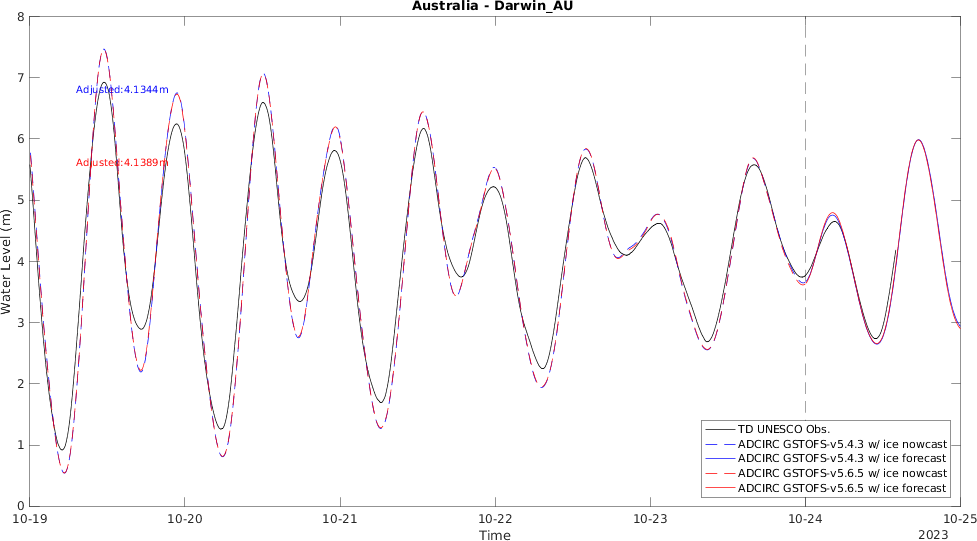 Australia - Darwin_AU
8
7
6
5
4
3
2
1
0
Water Level (m)
Adjusted:4.1344m
Adjusted:4.1389m
TD UNESCO Obs.
ADCIRC GSTOFS-v5.4.3 w/ ice nowcast
ADCIRC GSTOFS-v5.4.3 w/ ice forecast
ADCIRC GSTOFS-v5.6.5 w/ ice nowcast
ADCIRC GSTOFS-v5.6.5 w/ ice forecast
10-19 10-20 10-21 10-22 10-23 10-24 10-25
Time
2023